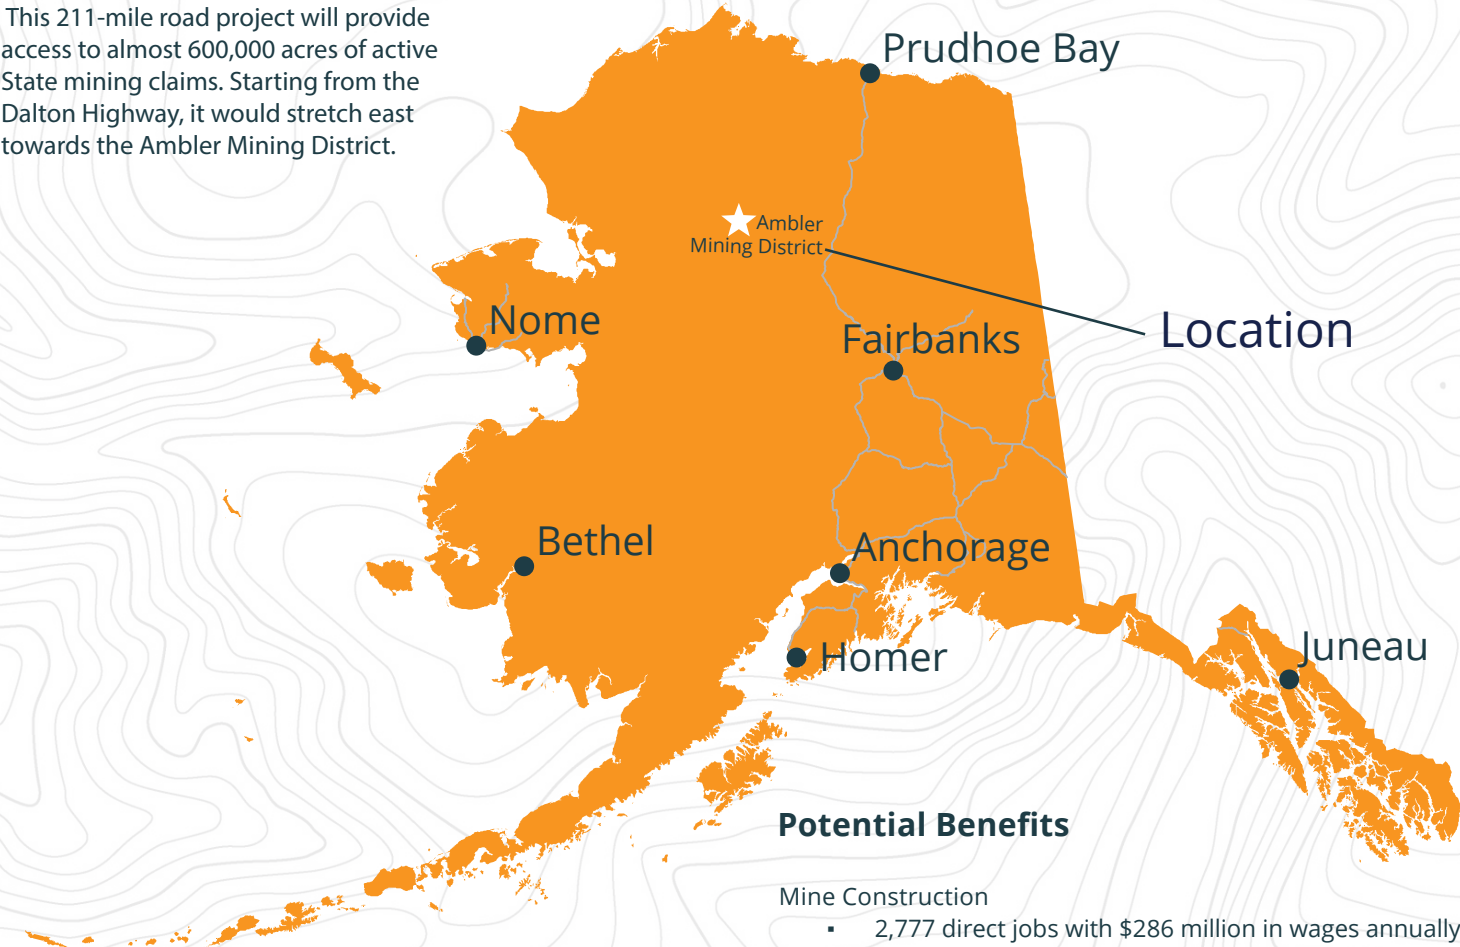 This 211-mile road project will provide
access to almost 600,000 acres of active
State mining claims. Starting from the
Dalton Highway, it would stretch east
towards the Ambler Mining District.
Prudhoe Bay
Ambler
Mining District
Nome
Location
Fairbanks
Bethel
Anchorage
Homer
Juneau
Potential Benefits
Mine Construction
▪ 2,777 direct jobs with $286 million in wages annually